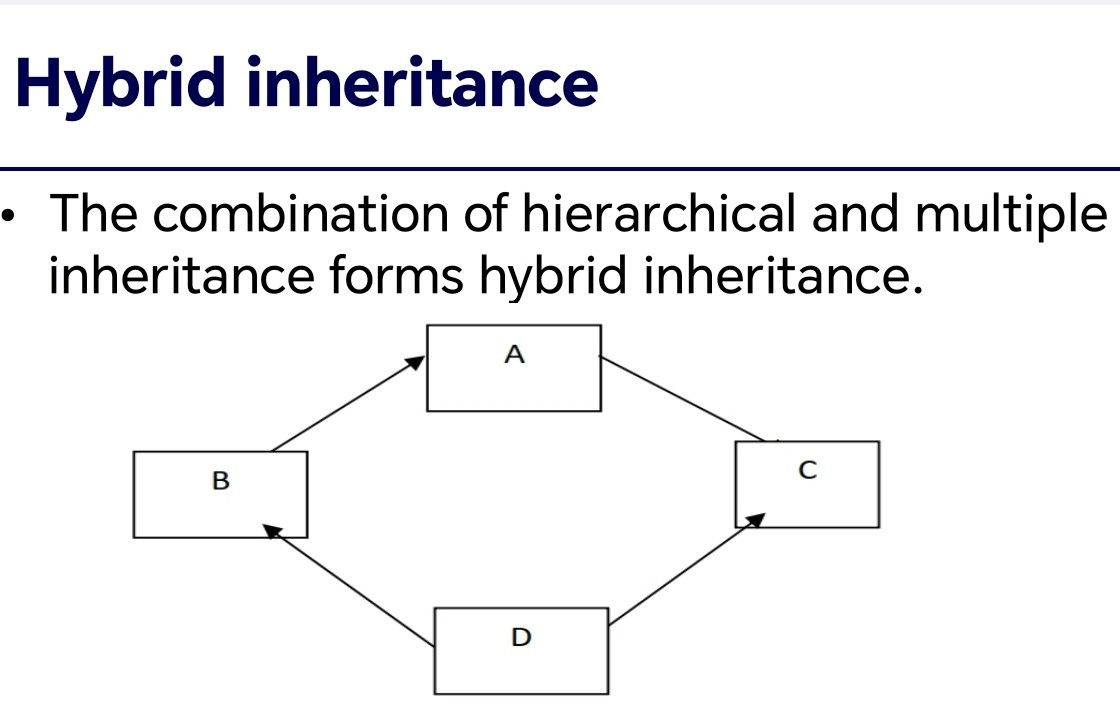 Hybrid inheritance
• The combination of hierarchical and multiple
inheritance forms hybrid inheritance.
A
B
C
D